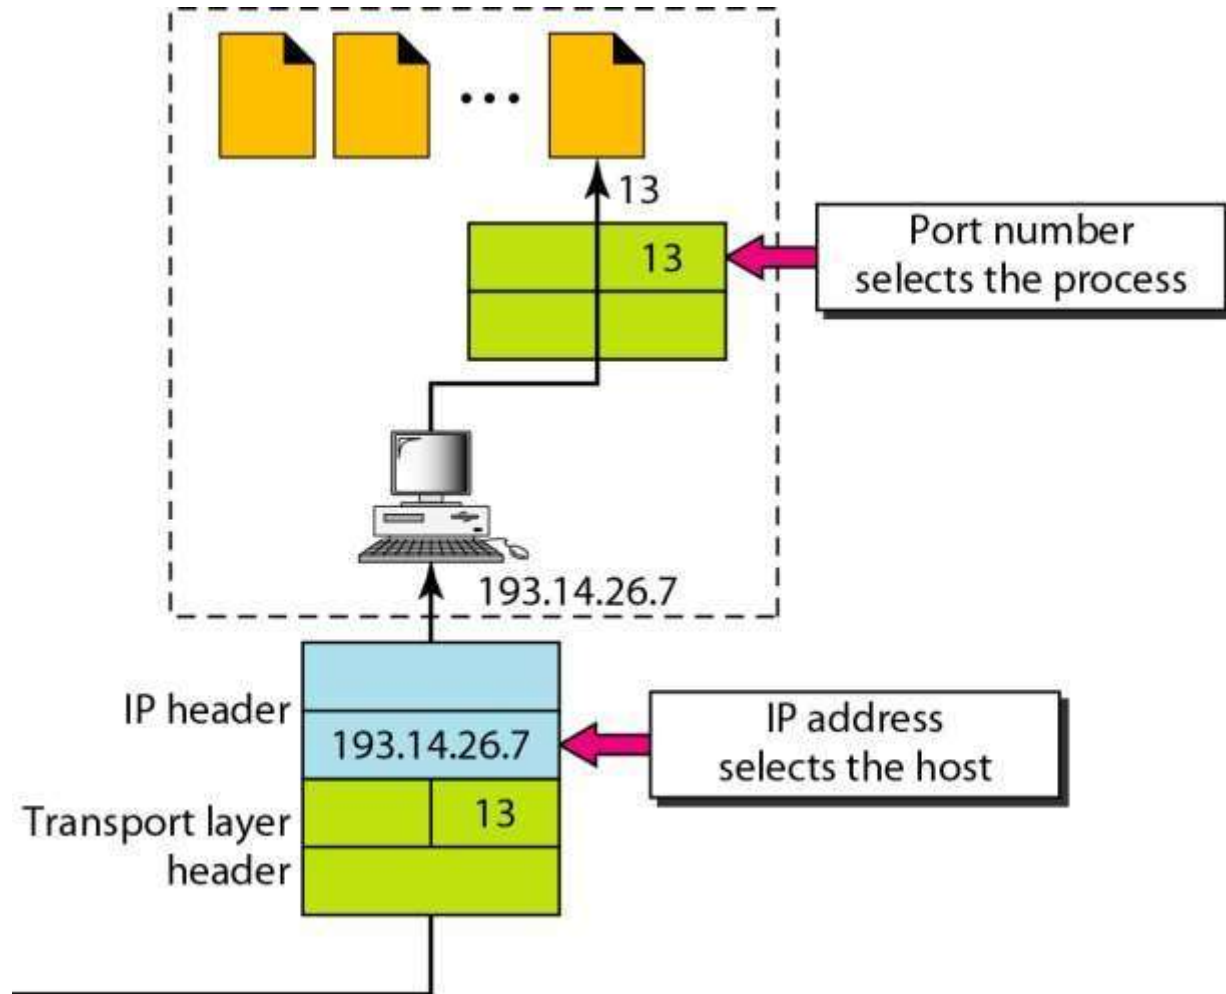 13
13
Port number
selects the process
193.14.26.7
IP header
193.14.26.7
IP address
selects the host
Transport layer
header
13